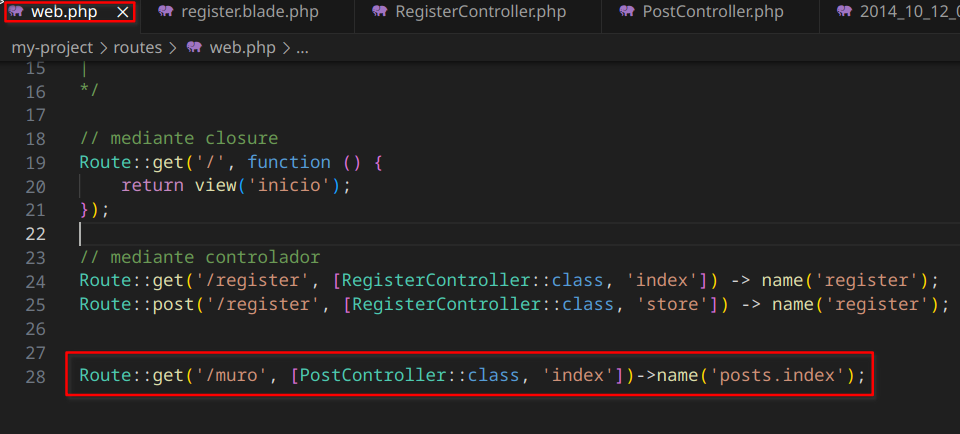 web.php × register.blade.php RegisterController.php PostController.php 2014_10_12_0
my-project > routes > web.php > ...
15 |
16 */
17
18 // mediante closure
19 Route::get('/', function () {
20     return view('inicio');
21 });
22
23 // mediante controlador
24 Route::get('/register', [RegisterController::class, 'index']) -> name('register');
25 Route::post('/register', [RegisterController::class, 'store']) -> name('register');
26
27
28 Route::get('/muro', [PostController::class, 'index'])->name('posts.index');